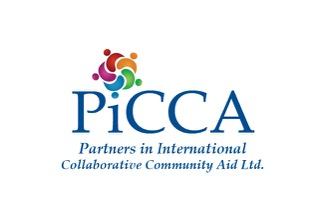 PiCCA
Partners in International
Collaborative Community Aid Ltd.